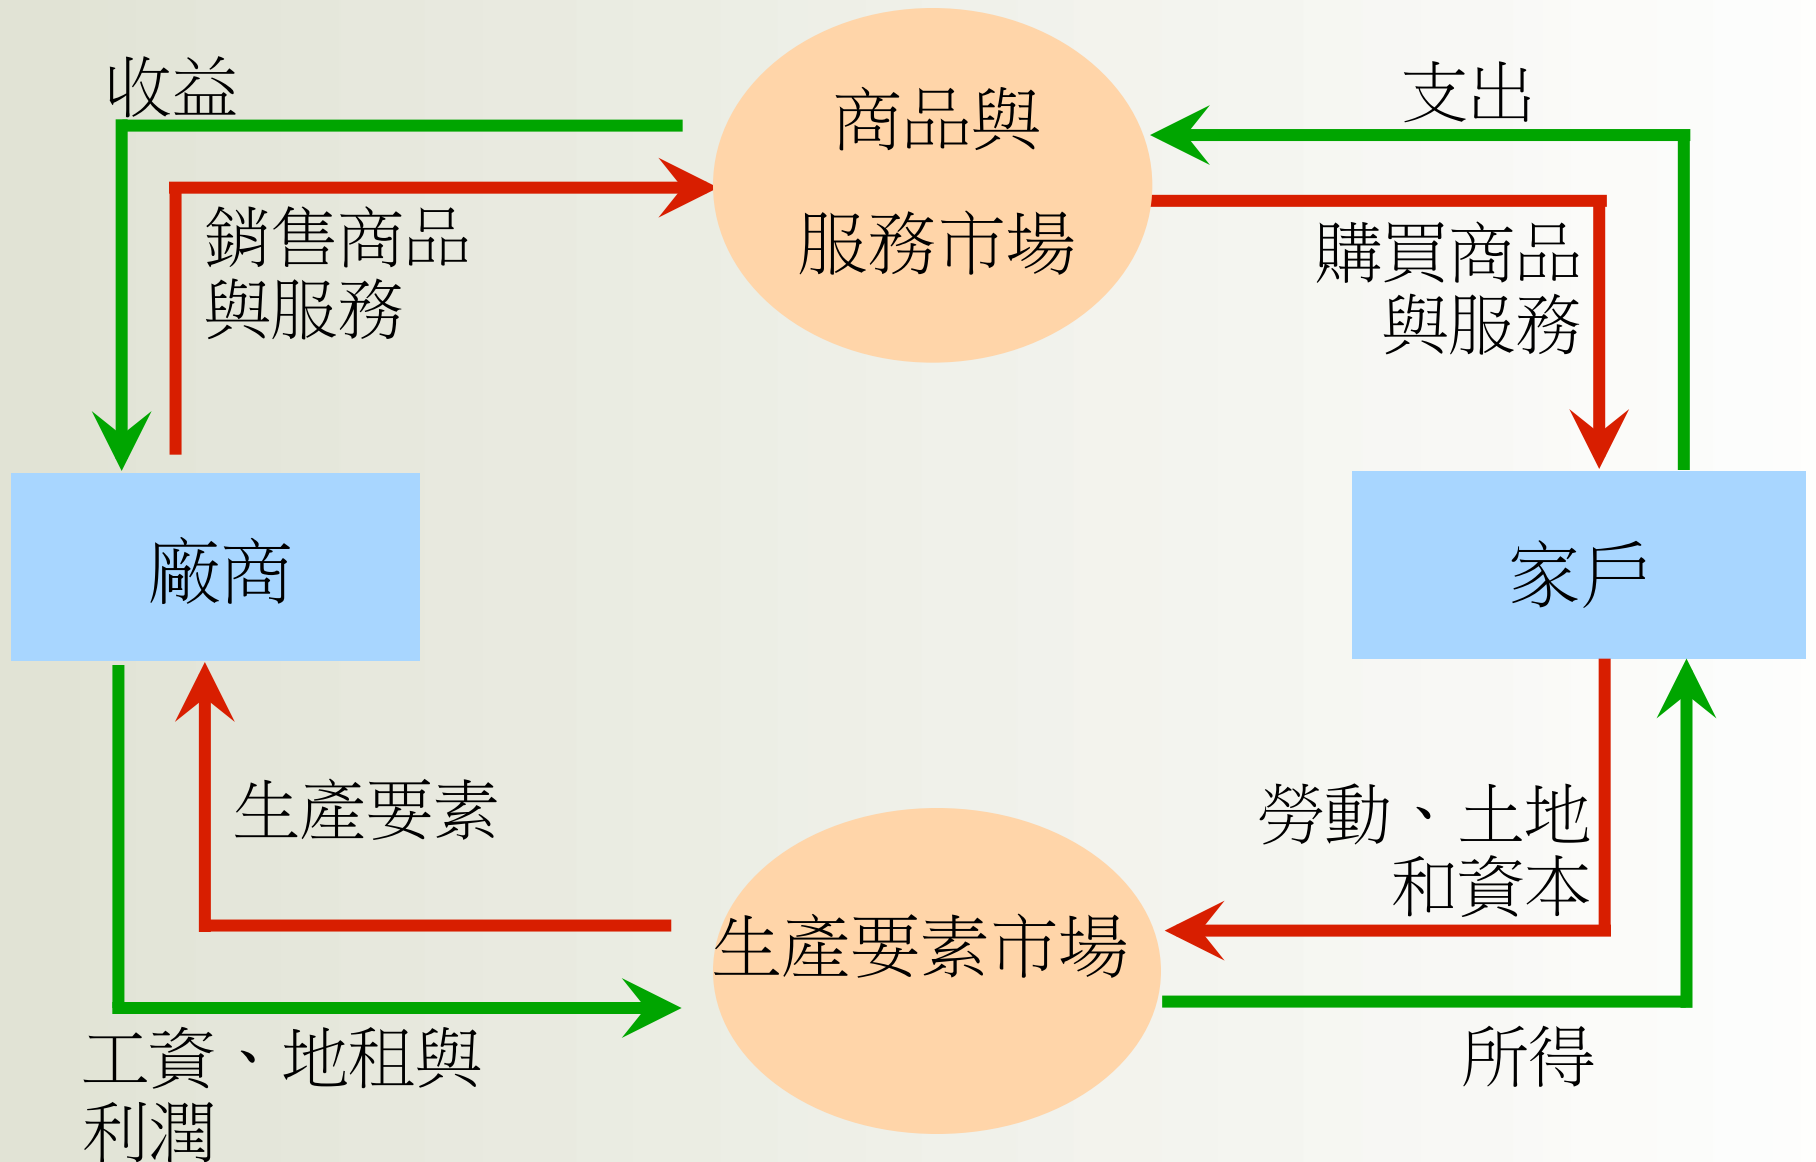 收益
支出
商品與
服務市場
銷售商品
與服務
購買商品
與服務
廠商
家戶
生產要素
勞動、土地
和資本
生產要素市場
工資、地租與
利潤
所得